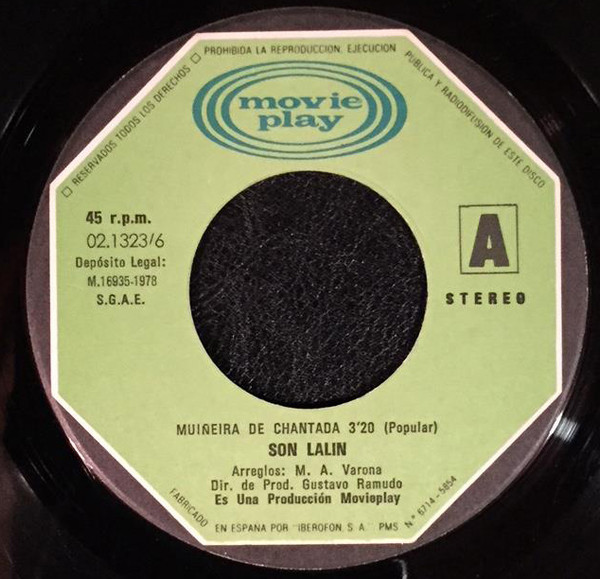 □ RESERVADOS TODOS LOS DERECHOS □ PROHIBIDA LA REPRODUCCION, EJECUCION PUBLICA Y RADIODIFUSION DE ESTE DISCO
movie
play
45 r.p.m.
02.1323/6
Depósito Legal:
M.16935-1978
S.G.A.E.
A
STEREO
MUIÑEIRA DE CHANTADA 3'20 (Popular)
SON LALIN
Arreglos: M. A. Varona
Dir. de Prod. Gustavo Ramudo
Es Una Producción Movieplay
FABRICADO EN ESPAÑA POR "IBEROFON, S. A." PMS N.º 6714 - 5854